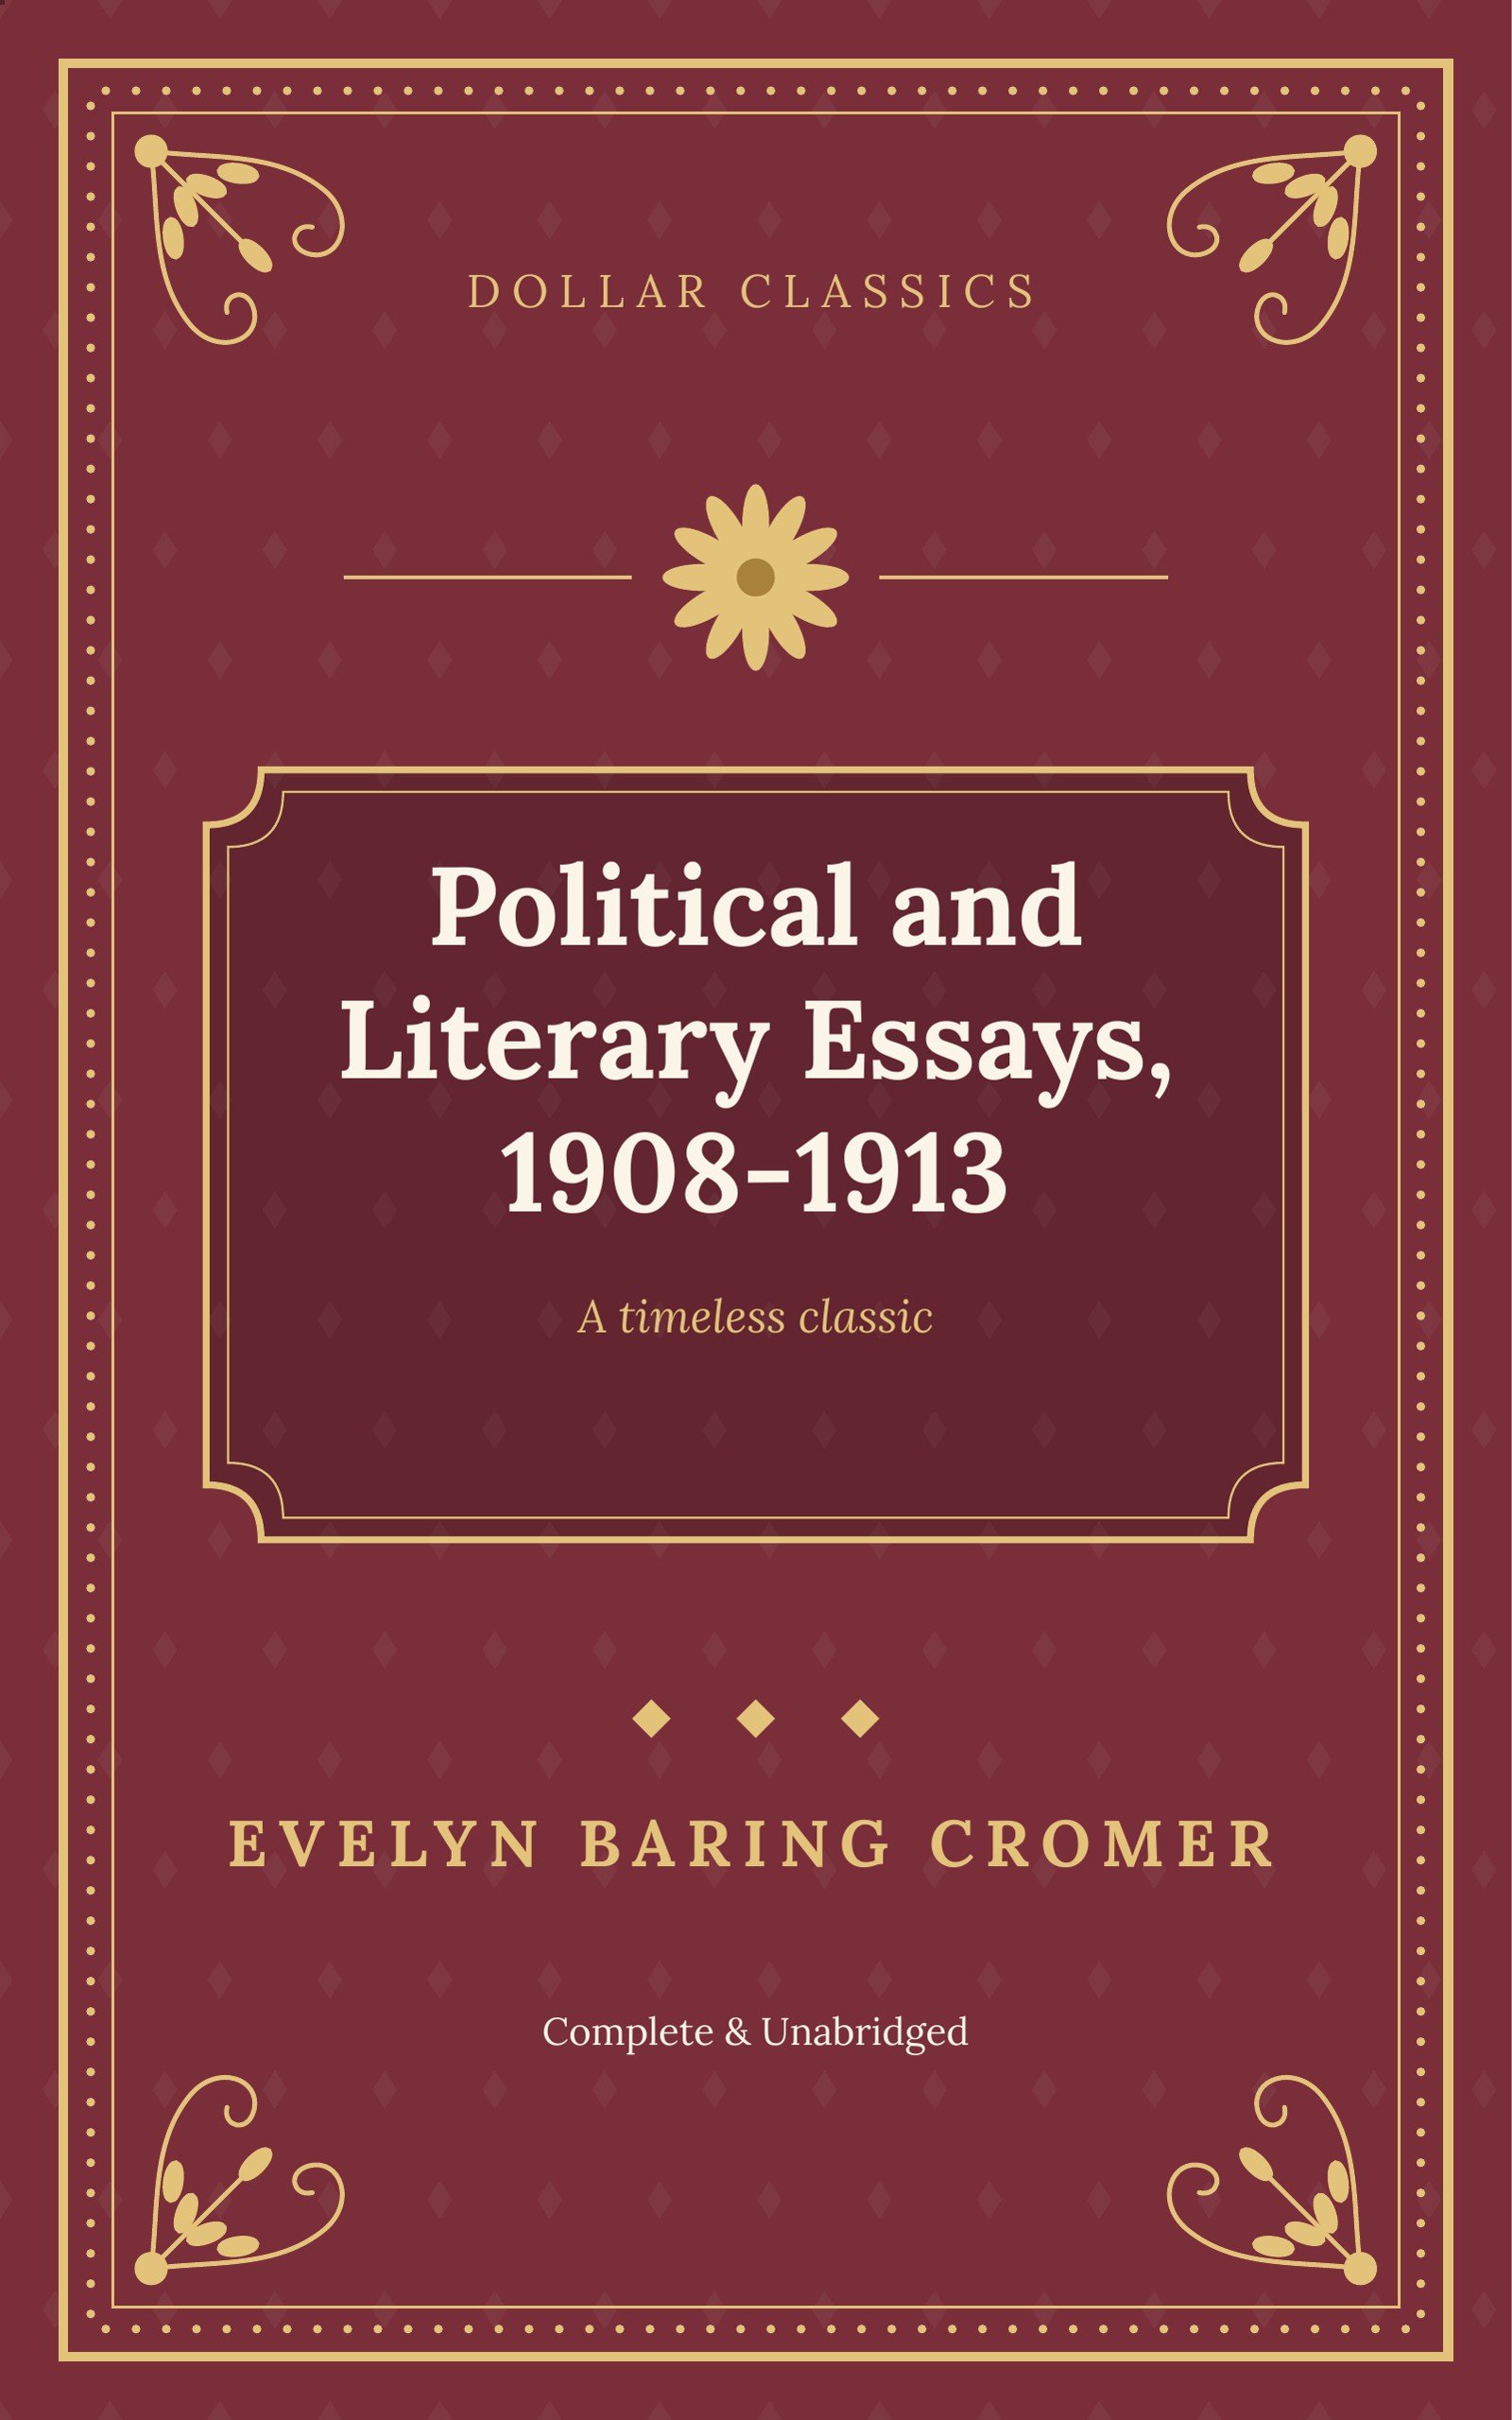 DOLLAR CLASSICS
Political and
Literary Essays,
1908–1913
A timeless classic
EVELYN BARING CROMER
Complete & Unabridged